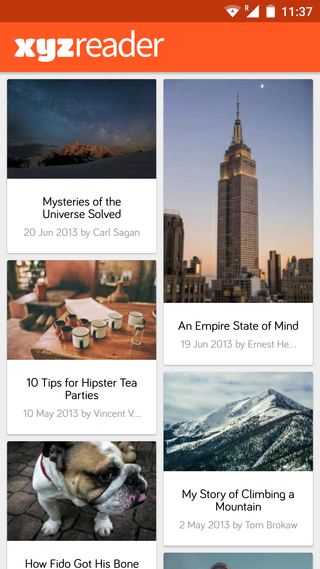 R
11:37
xyzreader
Mysteries of the
Universe Solved
20 Jun 2013 by Carl Sagan
An Empire State of Mind
19 Jun 2013 by Ernest He...
10 Tips for Hipster Tea
Parties
10 May 2013 by Vincent V...
My Story of Climbing a
Mountain
2 May 2013 by Tom Brokaw
How Fido Got His Bone